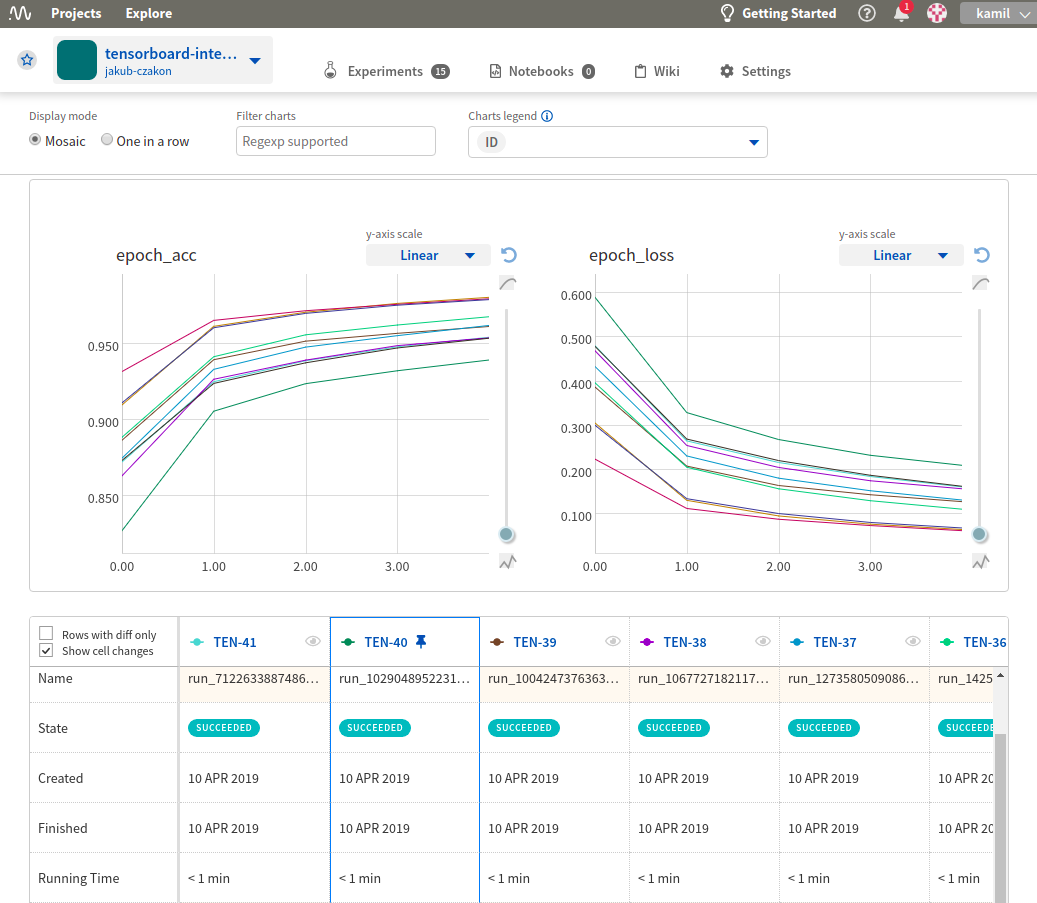 Projects Explore Getting Started 1 kamil
tensorboard-inte...
jakub-czakon
Experiments 15 Notebooks 0 Wiki Settings
Display mode Filter charts Charts legend
Mosaic One in a row Regexp supported ID
y-axis scale y-axis scale
epoch_acc Linear epoch_loss Linear
0.950
0.900
0.850
0.00 1.00 2.00 3.00
0.600
0.500
0.400
0.300
0.200
0.100
0.00 1.00 2.00 3.00
Rows with diff only
Show cell changes
TEN-41 TEN-40 TEN-39 TEN-38 TEN-37 TEN-36
Name run_7122633887486... run_1029048952231... run_1004247376363... run_1067727182117... run_1273580509086... run_1425
State SUCCEEDED SUCCEEDED SUCCEEDED SUCCEEDED SUCCEEDED SUCCEEDE
Created 10 APR 2019 10 APR 2019 10 APR 2019 10 APR 2019 10 APR 2019 10 APR 20
Finished 10 APR 2019 10 APR 2019 10 APR 2019 10 APR 2019 10 APR 2019 10 APR 20
Running Time < 1 min < 1 min < 1 min < 1 min < 1 min < 1 min